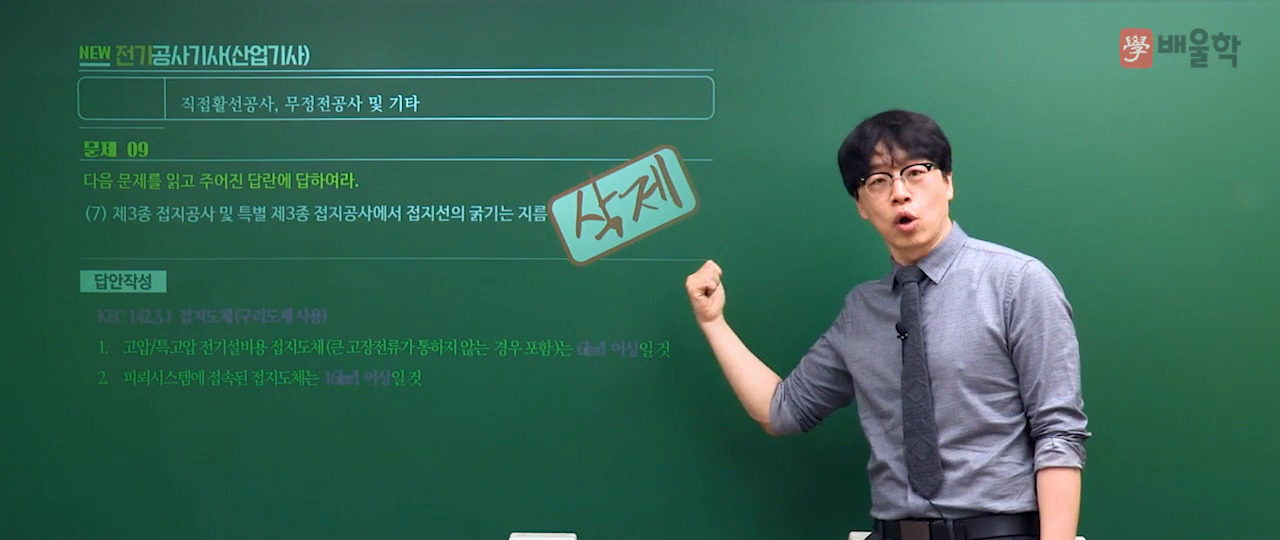 學 배울학
NEW 전기공사기사(산업기사)
직접활선공사, 무정전공사 및 기타
문제 09
다음 문제를 읽고 주어진 답란에 답하여라.
(7) 제3종 접지공사 및 특별 제3종 접지공사에서 접지선의 굵기는 지름
삭제
답안작성
KEC 142.3.1 접지도체(구리도체 사용)
1. 고압/특고압 전기설비용 접지도체(큰 고장전류가 통하지 않는 경우 포함)는 이상일 것
2. 피뢰시스템에 접속된 접지도체는 이상일 것